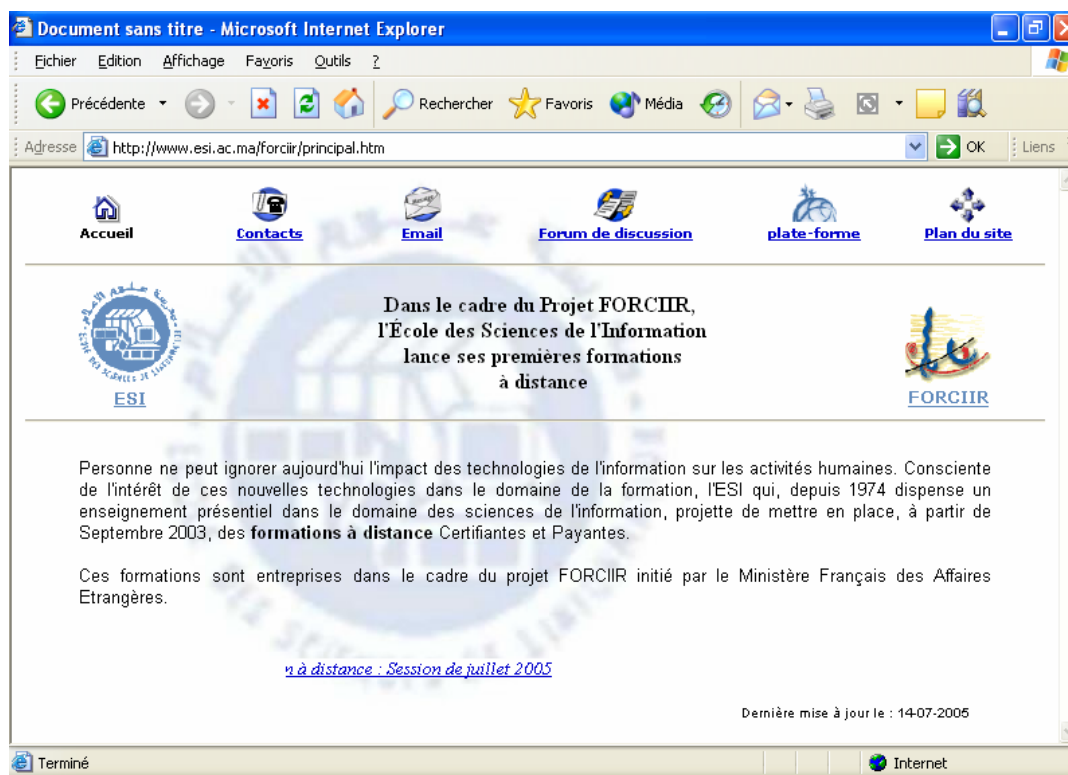 Document sans titre - Microsoft Internet Explorer
Fichier Edition Affichage Favoris Outils ?
Précédente Rechercher Favoris Média
Adresse http://www.esi.ac.ma/forciir/principal.htm OK Liens
Accueil Contacts Email Forum de discussion plate-forme Plan du site
Dans le cadre du Projet FORCIIR,
l'École des Sciences de l'Information
lance ses premières formations
à distance
ESI
FORCIIR
Personne ne peut ignorer aujourd'hui l'impact des technologies de l'information sur les activités humaines. Consciente
de l'intérêt de ces nouvelles technologies dans le domaine de la formation, l'ESI qui, depuis 1974 dispense un
enseignement présentiel dans le domaine des sciences de l'information, projette de mettre en place, à partir de
Septembre 2003, des formations à distance Certifiantes et Payantes.
Ces formations sont entreprises dans le cadre du projet FORCIIR initié par le Ministère Français des Affaires
Etrangères.
n à distance : Session de juillet 2005
Dernière mise à jour le : 14-07-2005
Terminé Internet